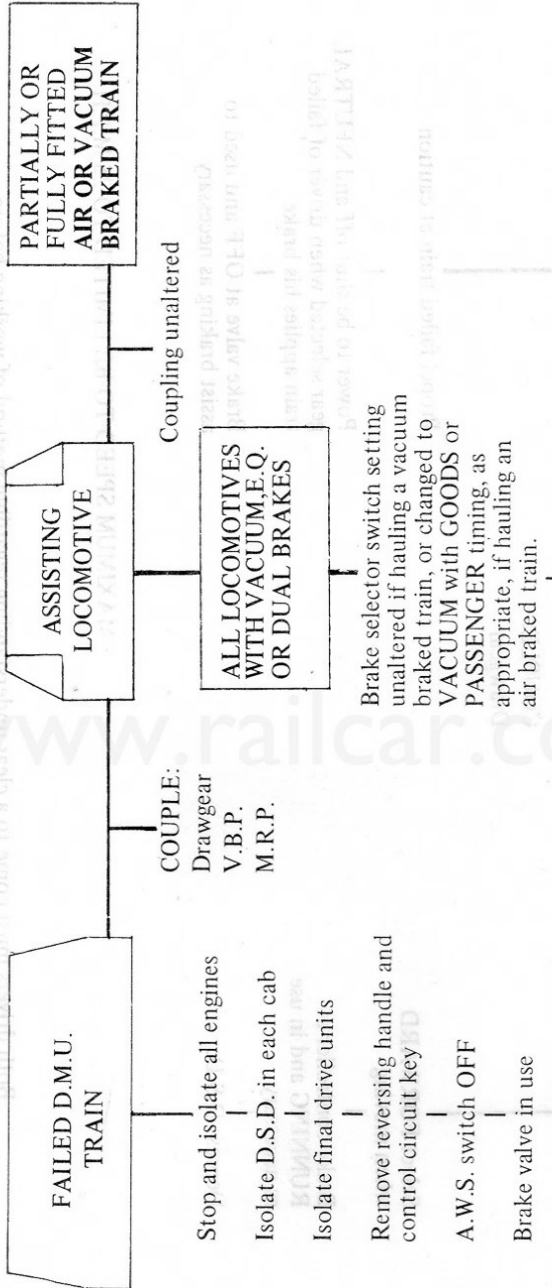 FAILED D.M.U.
TRAIN
Stop and isolate all engines
Isolate D.S.D. in each cab
Isolate final drive units
Remove reversing handle and
control circuit key
A.W.S. switch OFF
Brake valve in use
COUPLE:
Drawgear
V.B.P.
M.R.P.
ASSISTING
LOCOMOTIVE
ALL LOCOMOTIVES
WITH VACUUM,E.Q.
OR DUAL BRAKES
Brake selector switch setting
unaltered if hauling a vacuum
braked train, or changed to
VACUUM with GOODS or
PASSENGER timing, as
appropriate, if hauling an
air braked train.
Coupling unaltered
PARTIALLY OR
FULLY FITTED
AIR OR VACUUM
BRAKED TRAIN
www.railcar.co